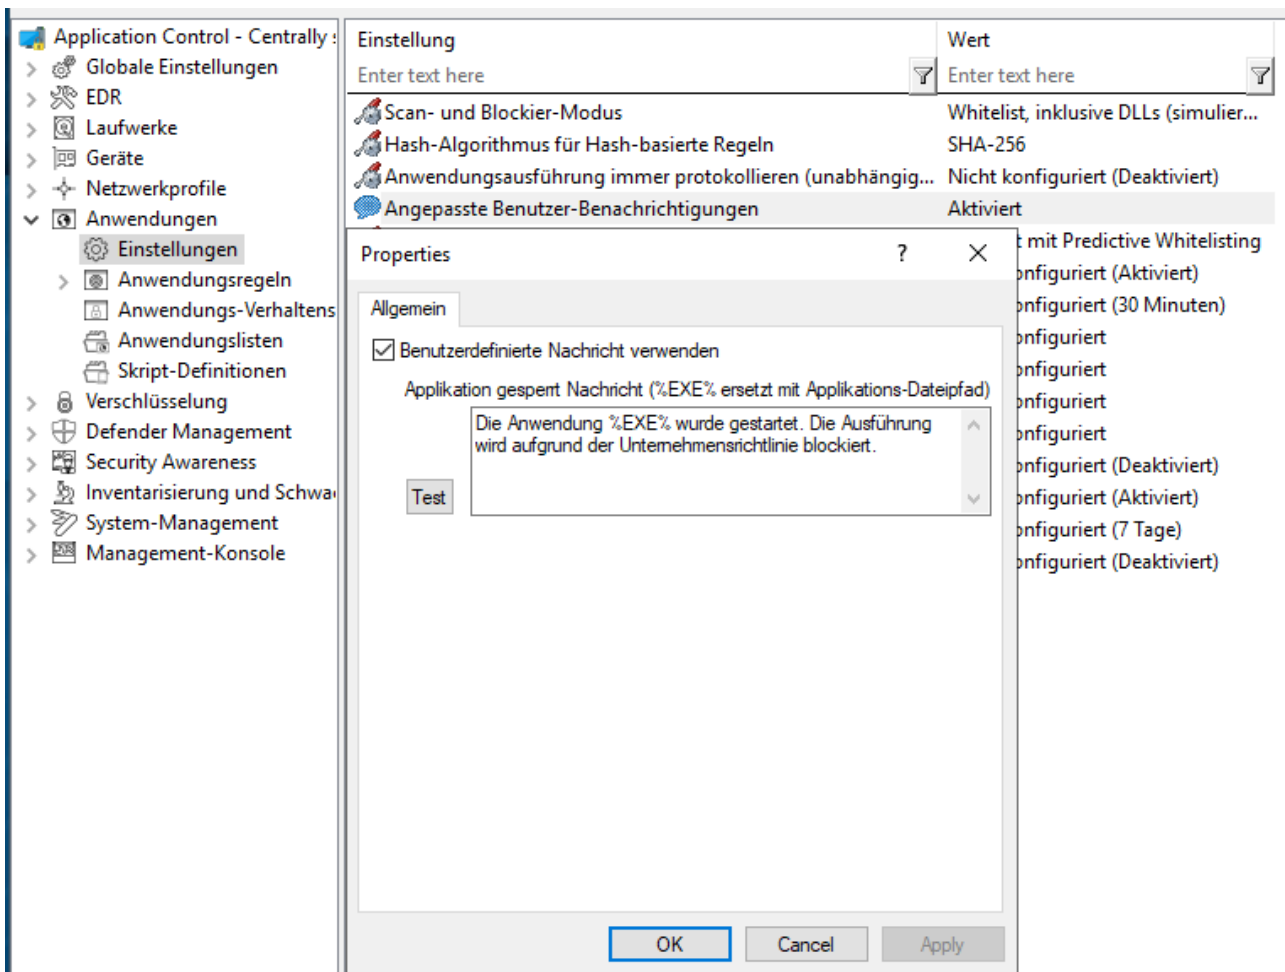 Application Control - Centrally
Globale Einstellungen
EDR
Laufwerke
Geräte
Netzwerkprofile
Anwendungen
Einstellungen
Anwendungsregeln
Anwendungs-Verhaltens
Anwendungslisten
Skript-Definitionen
Verschlüsselung
Defender Management
Security Awareness
Inventarisierung und
System-Management
Management-Konsole
Einstellung Wert
Enter text here Enter text here
Scan- und Blockier-Modus Whitelist, inklusive DLLs (simulier...
Hash-Algorithmus für Hash-basierte Regeln SHA-256
Anwendungsausführung immer protokollieren (unabhängig... Nicht konfiguriert (Deaktiviert)
Angepasste Benutzer-Benachrichtigungen Aktiviert
t mit Predictive Whitelisting
onfiguriert (Aktiviert)
onfiguriert (30 Minuten)
onfiguriert
onfiguriert
onfiguriert
onfiguriert
onfiguriert (Deaktiviert)
onfiguriert (Aktiviert)
onfiguriert (7 Tage)
onfiguriert (Deaktiviert)
Properties ?
Allgemein
Benutzerdefinierte Nachricht verwenden
Applikation gesperrt Nachricht (%EXE% ersetzt mit Applikations-Dateipfad)
Die Anwendung %EXE% wurde gestartet. Die Ausführung
wird aufgrund der Unternehmensrichtlinie blockiert.
Test
OK Cancel Apply